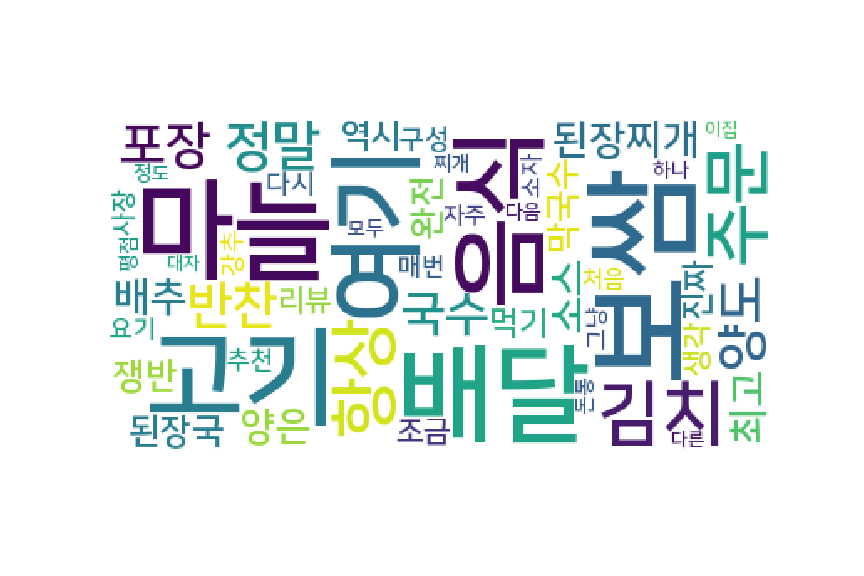 포장
정말
역시
구성
된장찌개
이집
정도
마늘
다시
여기
찌개
완전
음식
소자
막국수
보쌈
하나
주문
사장
평점
대자
강추
모두
자주
다음
매번
배추
반찬
리뷰
국수
먹기
소스
처음
진짜
양도
요기
고기
추천
항상
배달
그냥
생각
쟁반
돈통
김치
최고
된장국
양은
조금
다른